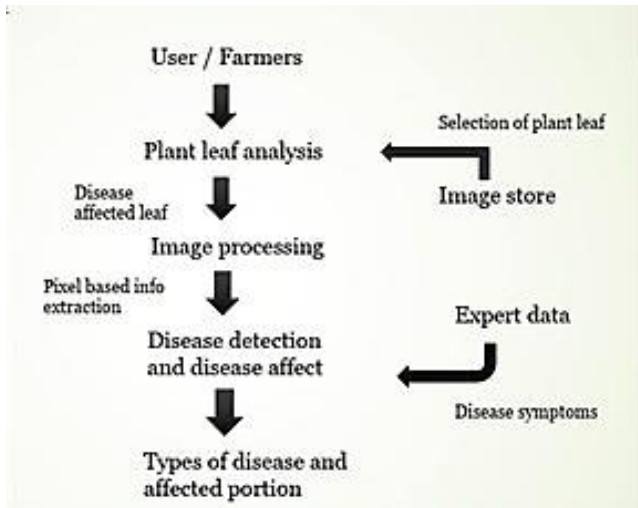 User / Farmers
Selection of plant leaf
Plant leaf analysis
Disease
affected leaf
Image store
Image processing
Pixel based info
extraction
Expert data
Disease detection
and disease affect
Disease symptoms
Types of disease and
affected portion